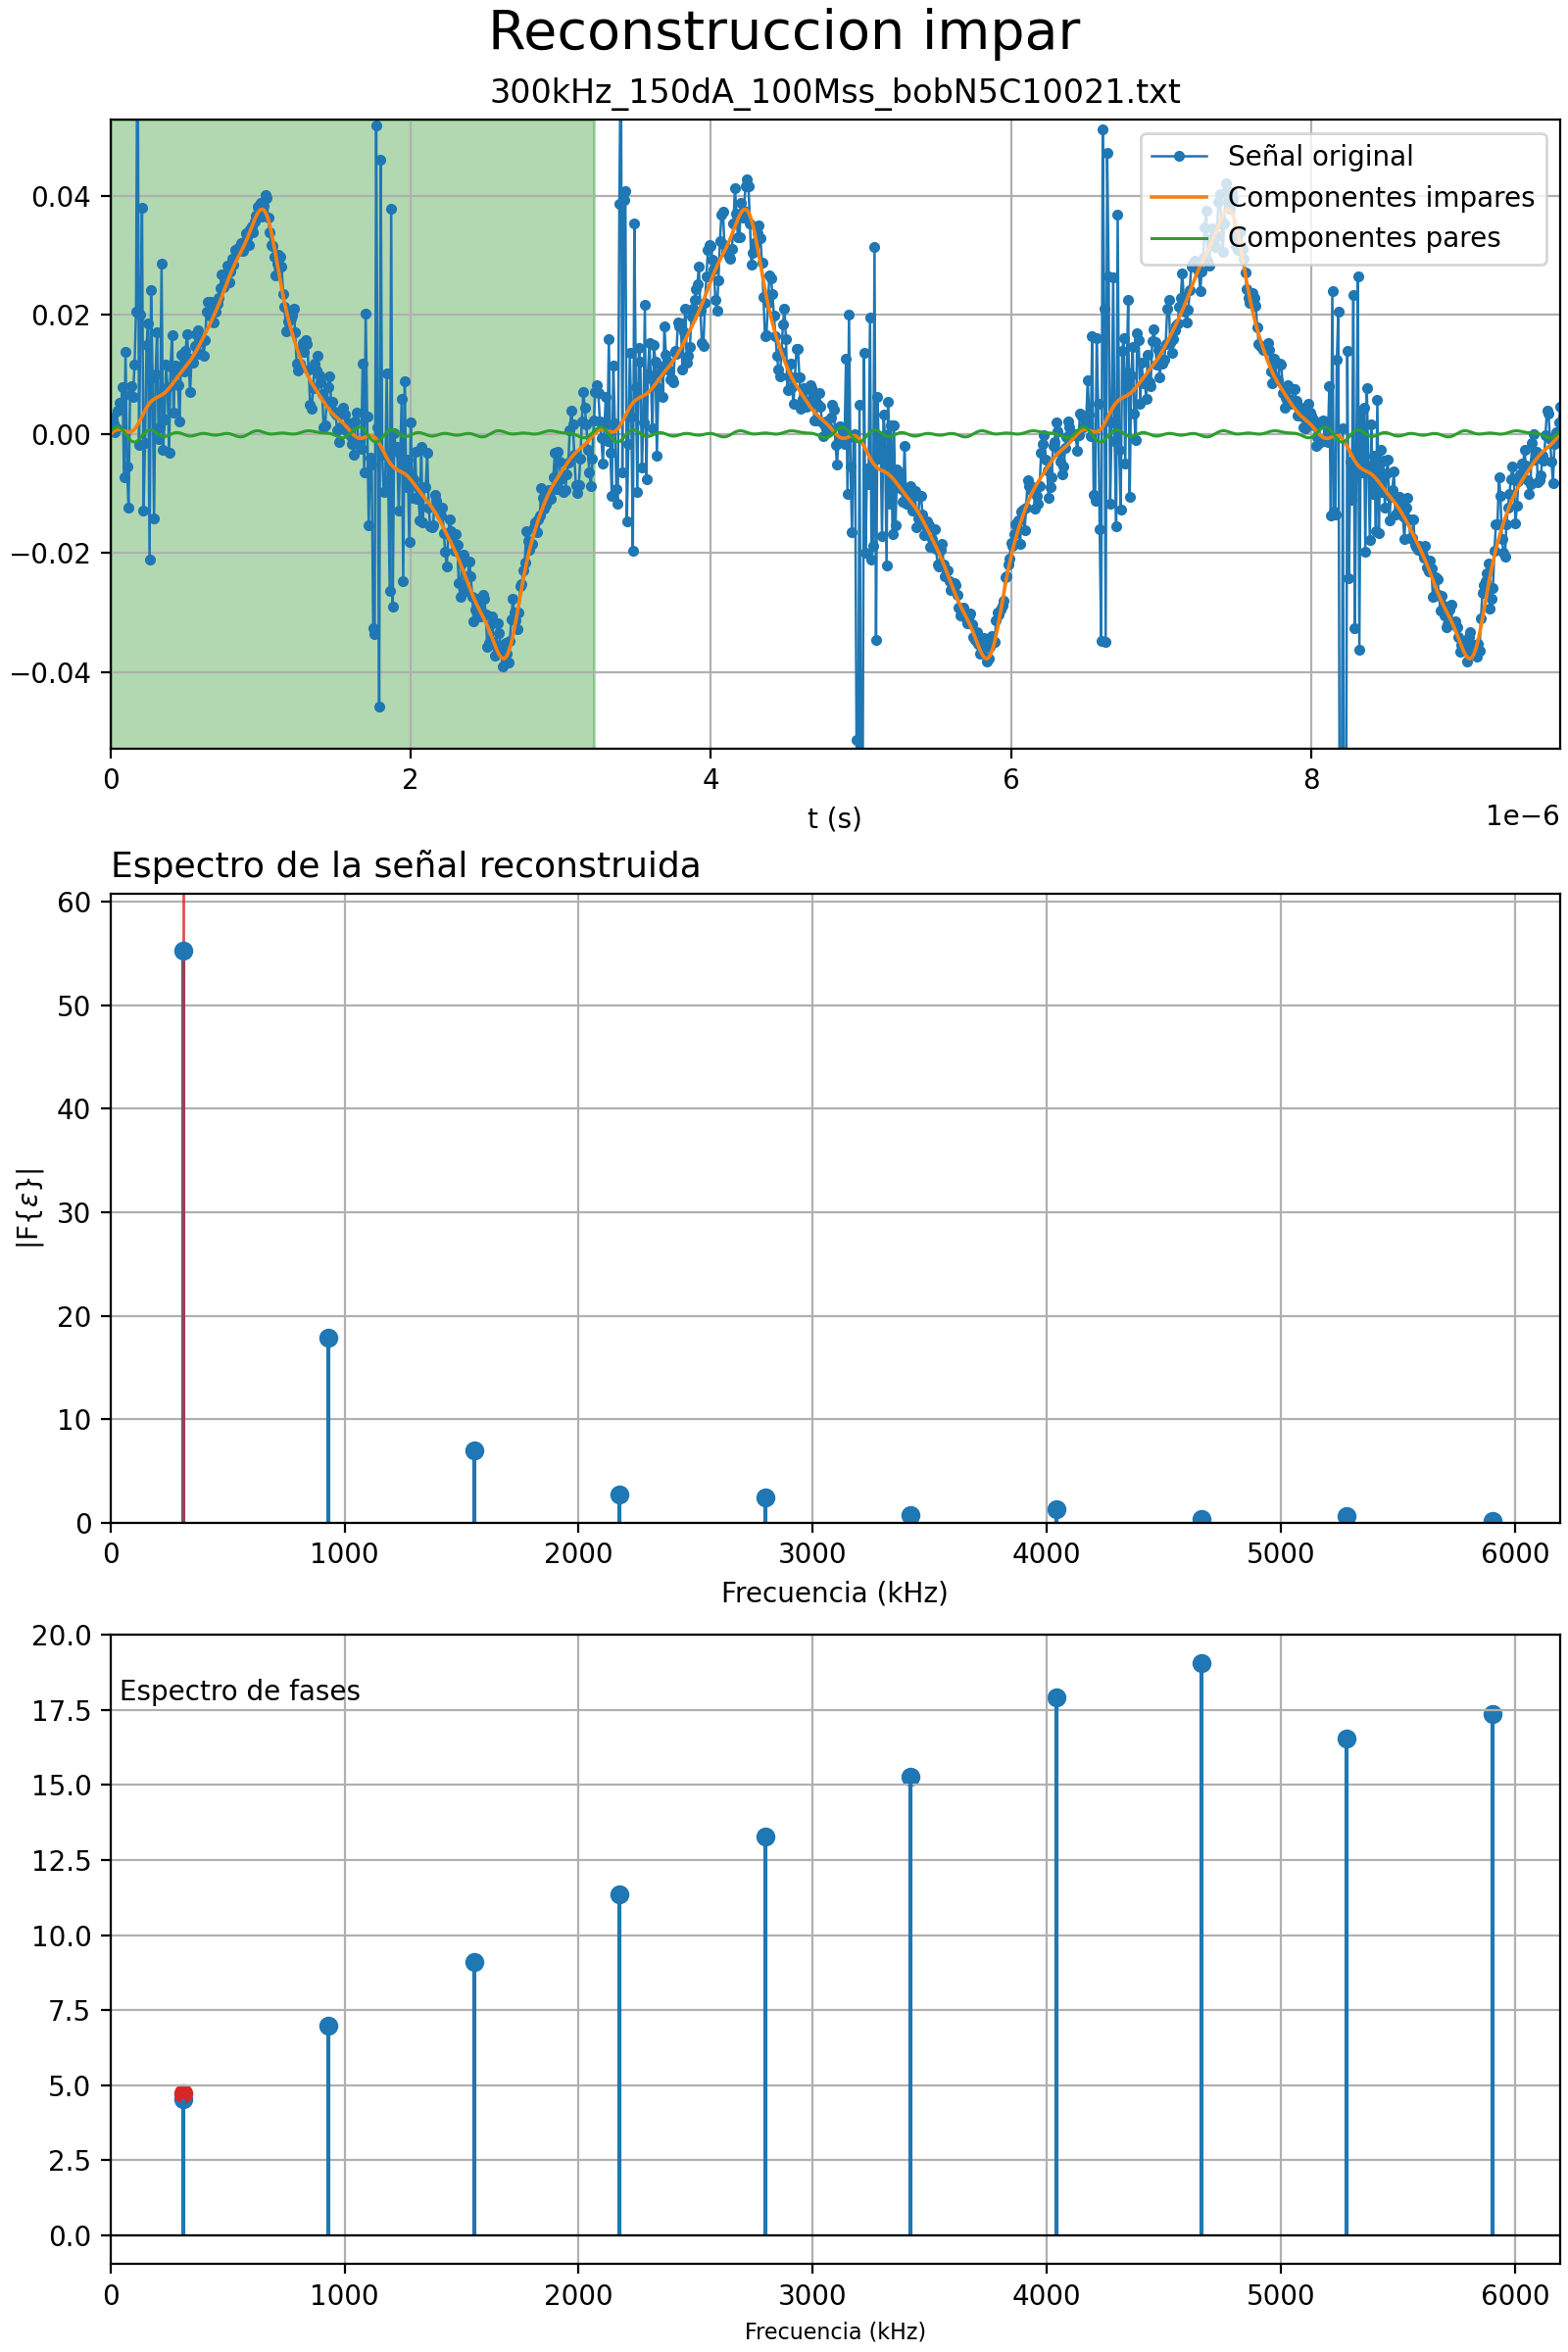 Reconstruccion impar
300kHz_150dA_100Mss_bobN5C10021.txt
Señal original
Componentes impares
Componentes pares
0.04
0.02
0.00
−0.02
−0.04
0 2 4 6 8
t (s)
1e−6
Espectro de la señal reconstruida
60
50
40
30
20
10
0
|F{ε}|
0 1000 2000 3000 4000 5000 6000
Frecuencia (kHz)
20.0
Espectro de fases
17.5
15.0
12.5
10.0
7.5
5.0
2.5
0.0
0 1000 2000 3000 4000 5000 6000
Frecuencia (kHz)